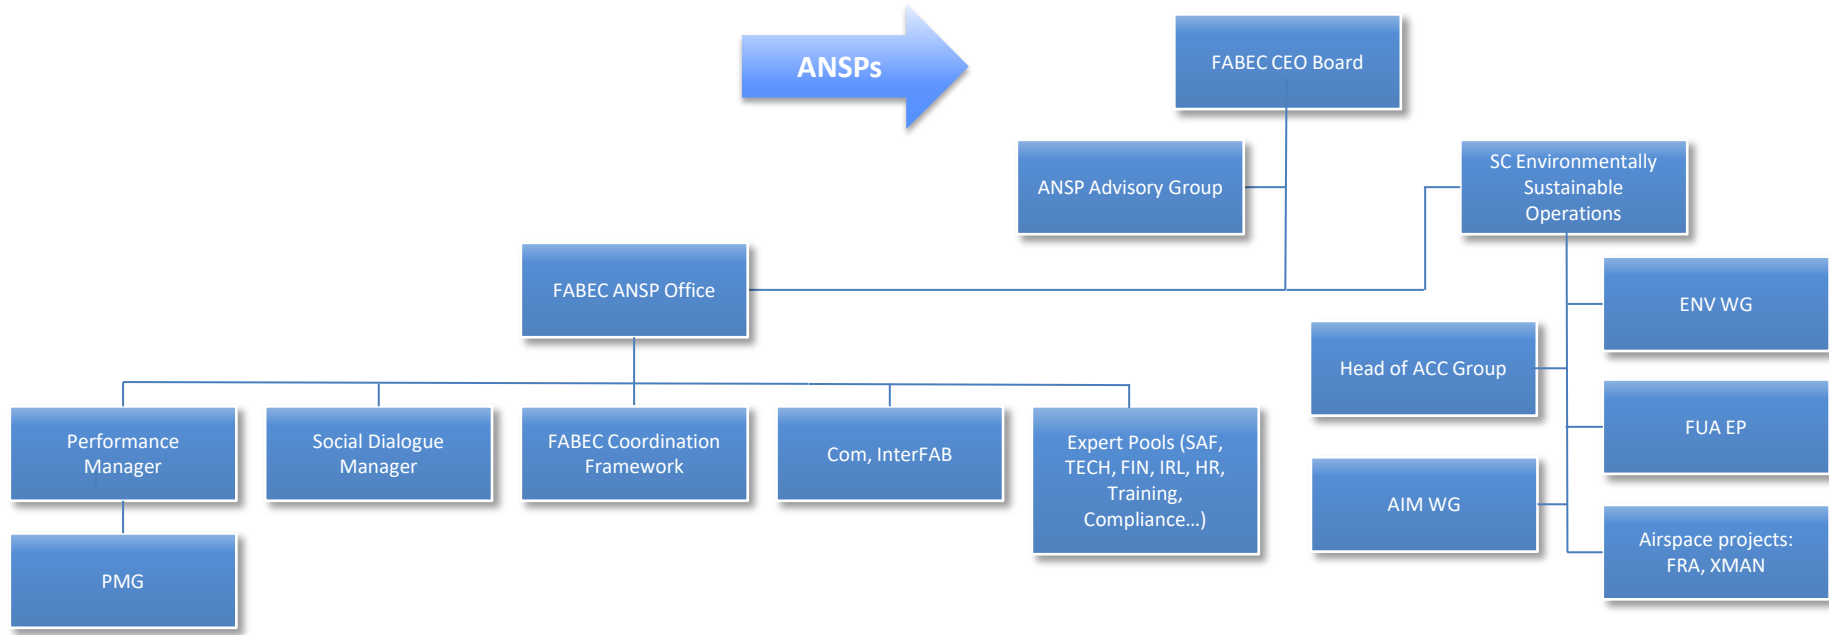 ANSPs
FABEC CEO Board
ANSP Advisory Group
SC Environmentally
Sustainable
Operations
FABEC ANSP Office
ENV WG
Head of ACC Group
FUA EP
AIM WG
Airspace projects:
FRA, XMAN
Performance
Manager
Social Dialogue
Manager
FABEC Coordination
Framework
Com, InterFAB
Expert Pools (SAF,
TECH, FIN, IRL, HR,
Training,
Compliance...)
PMG